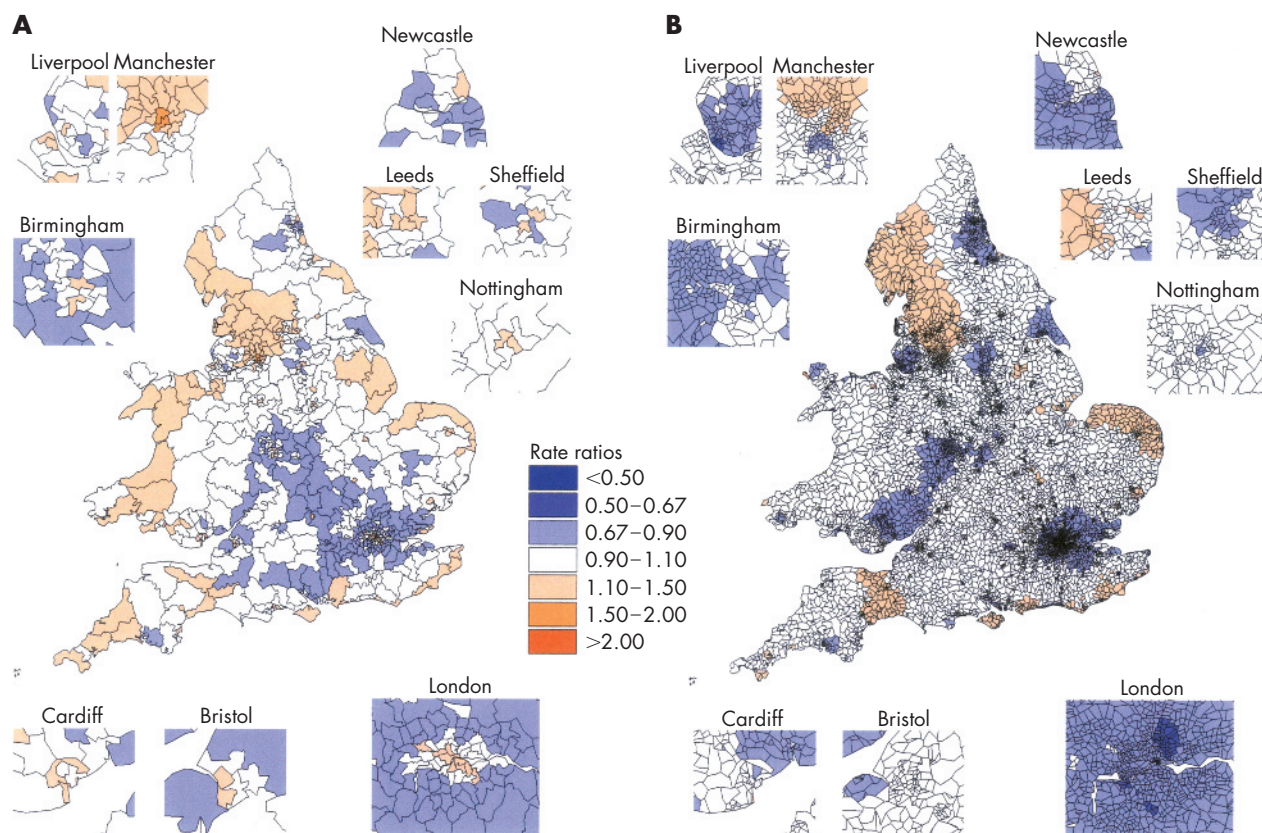 A
Newcastle
Liverpool Manchester
Leeds
Sheffield
Birmingham
Nottingham
Cardiff
Bristol
London
Rate ratios
<0.50
0.50–0.67
0.67–0.90
0.90–1.10
1.10–1.50
1.50–2.00
>2.00
B
Newcastle
Liverpool Manchester
Leeds
Sheffield
Birmingham
Nottingham
Cardiff
Bristol
London